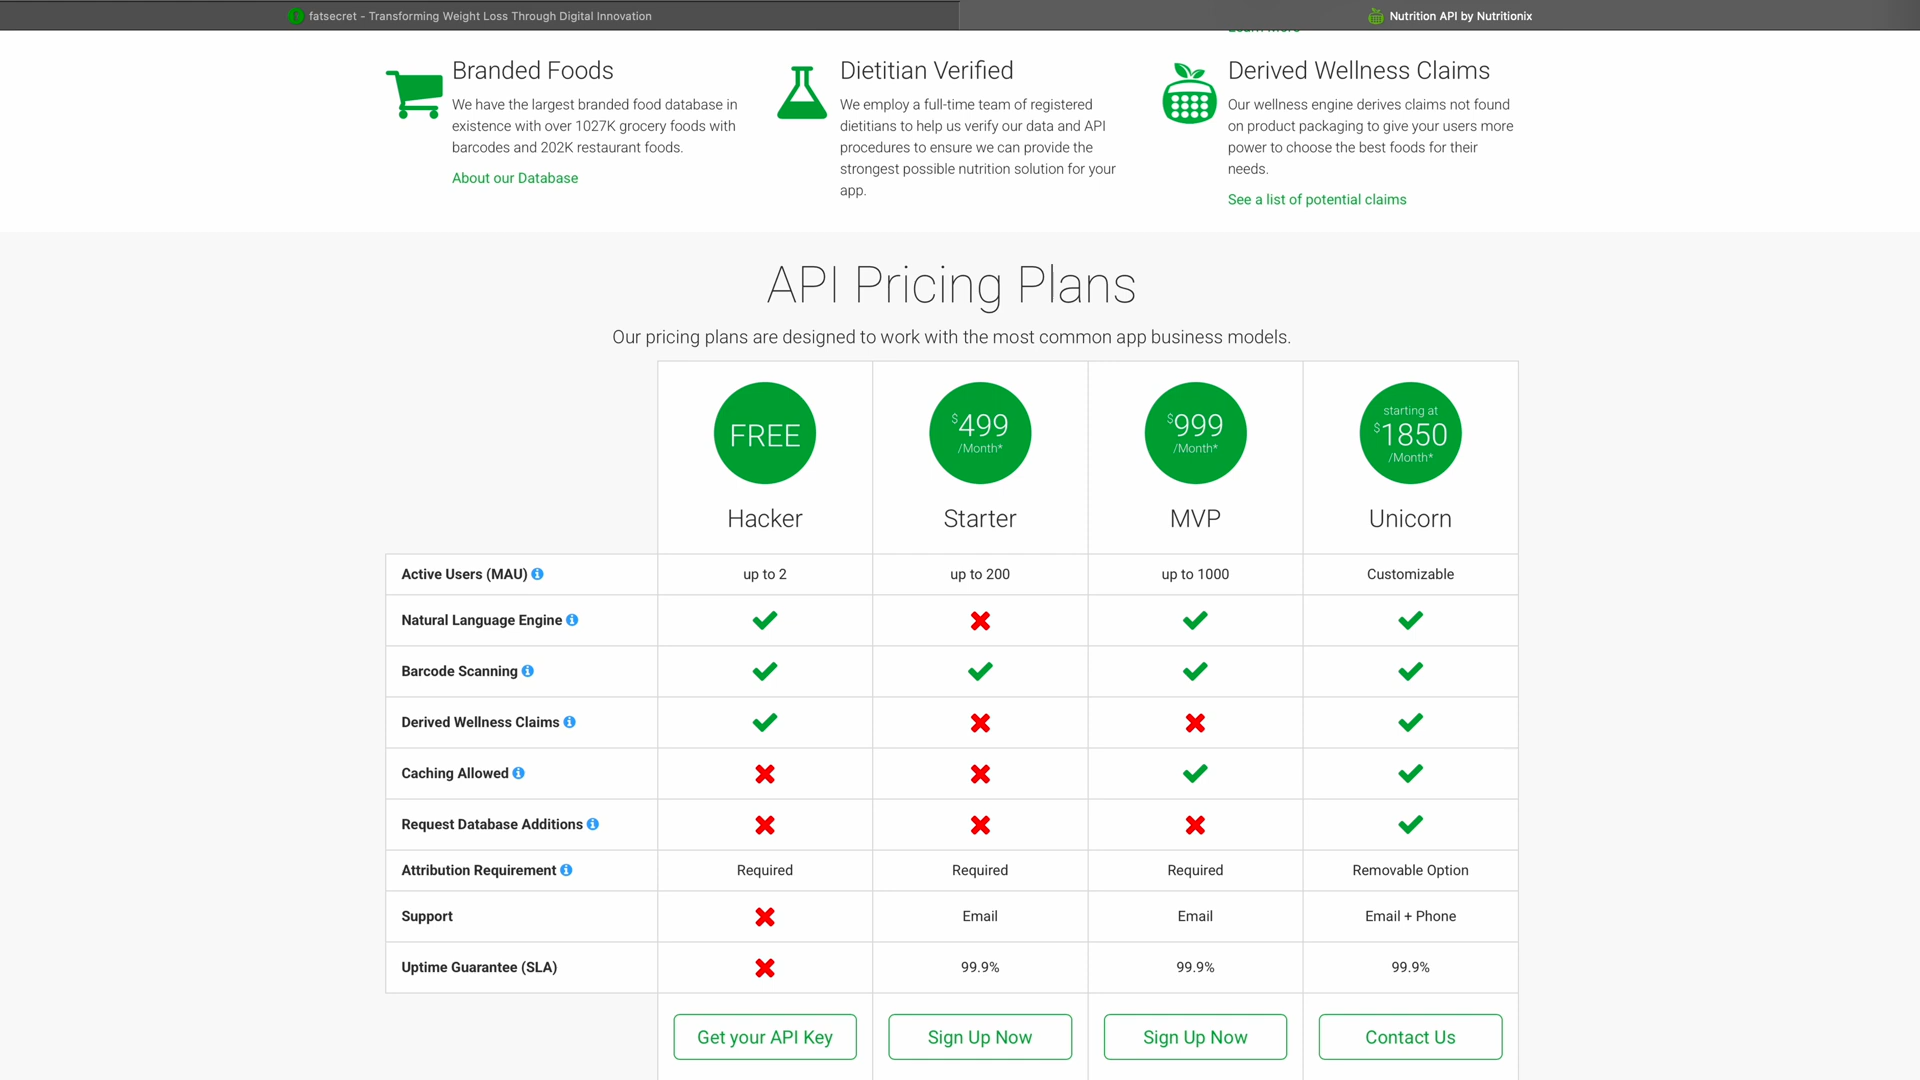 fatsecret - Transforming Weight Loss Through Digital Innovation
Nutrition API by Nutritionix
Learn More
Branded Foods
We have the largest branded food database in
existence with over 1027K grocery foods with
barcodes and 202K restaurant foods.
About our Database
Dietitian Verified
We employ a full-time team of registered
dietitians to help us verify our data and API
procedures to ensure we can provide the
strongest possible nutrition solution for your
app.
Derived Wellness Claims
Our wellness engine derives claims not found
on product packaging to give your users more
power to choose the best foods for their
needs.
See a list of potential claims
API Pricing Plans
Our pricing plans are designed to work with the most common app business models.
FREE
Hacker
$499
/Month*
Starter
$999
/Month*
MVP
starting at
$1850
/Month*
Unicorn
Active Users (MAU) up to 2 up to 200 up to 1000 Customizable
Natural Language Engine
Barcode Scanning
Derived Wellness Claims
Caching Allowed
Request Database Additions
Attribution Requirement Required Required Required Removable Option
Support Email Email Email + Phone
Uptime Guarantee (SLA) 99.9% 99.9% 99.9%
Get your API Key Sign Up Now Sign Up Now Contact Us